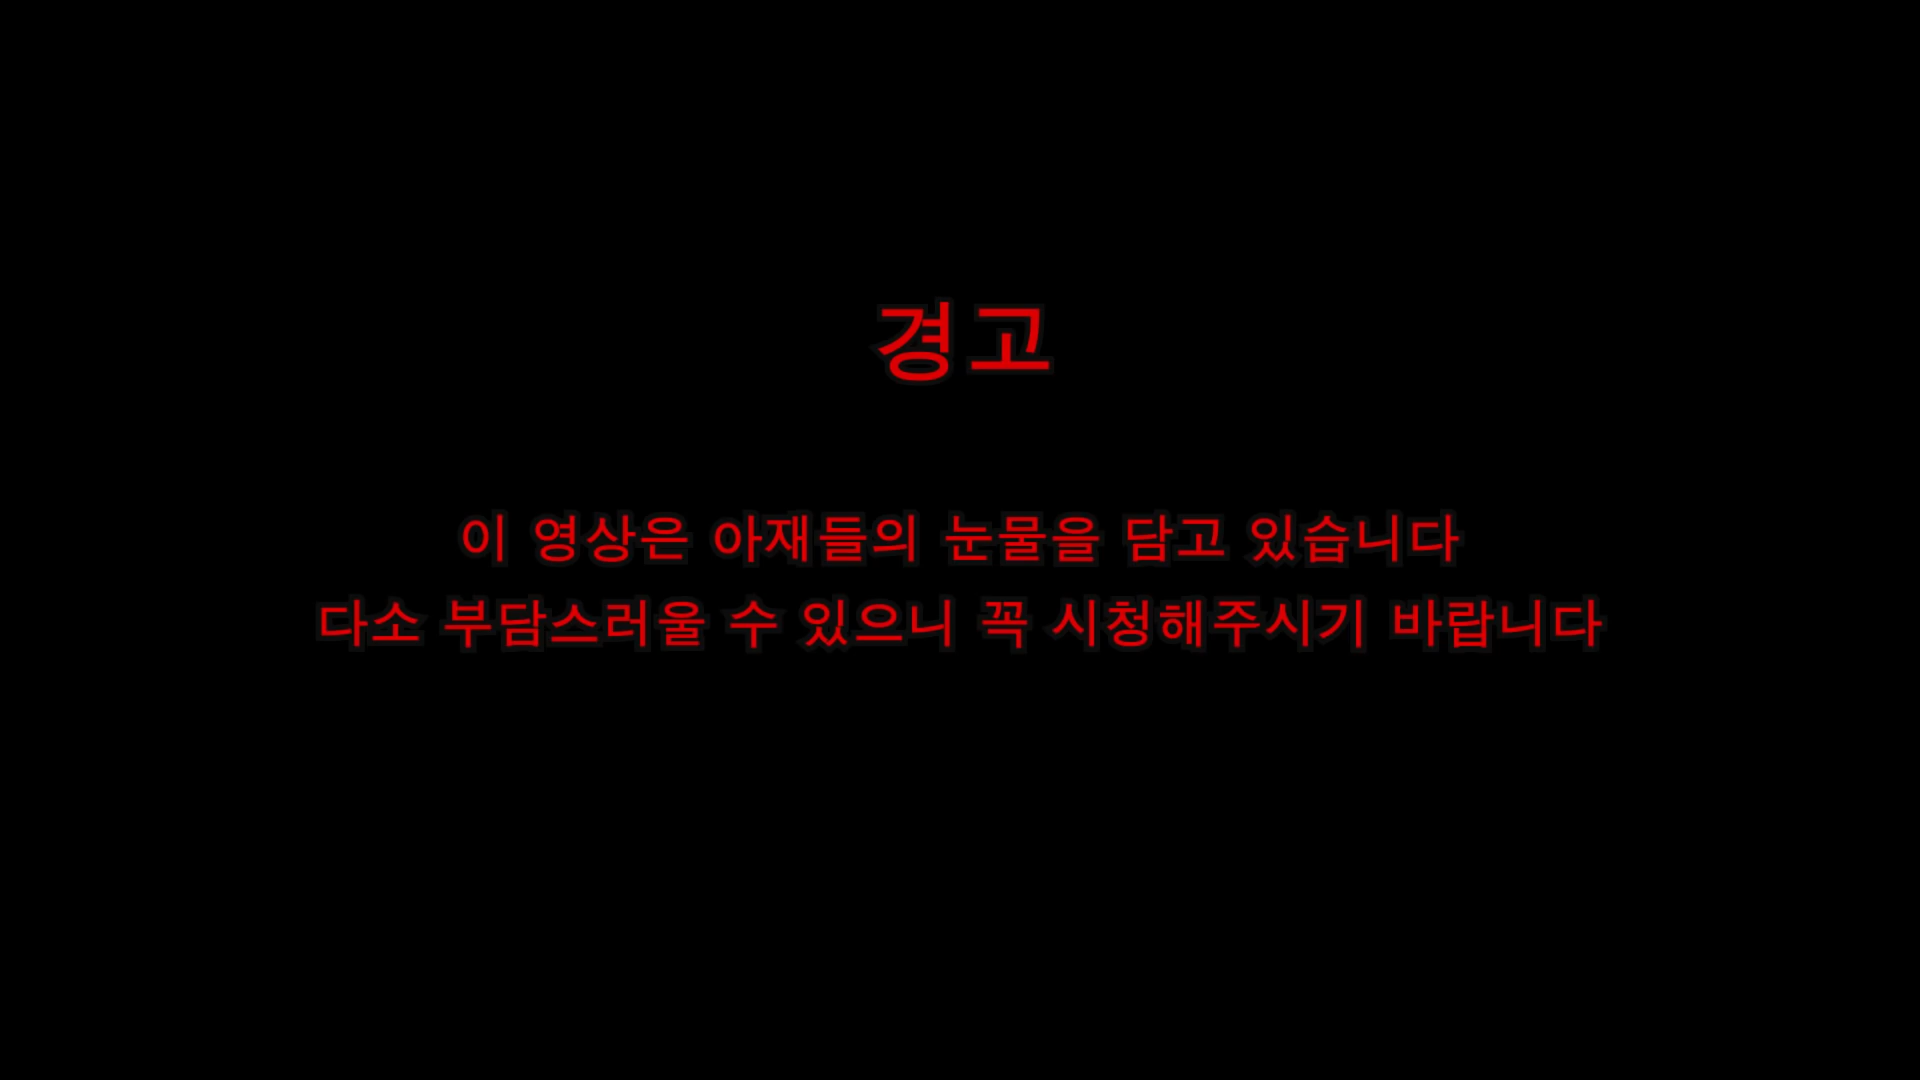 경고
이 영상은 아재들의 눈물을 담고 있습니다
다소 부담스러울 수 있으니 꼭 시청해주시기 바랍니다